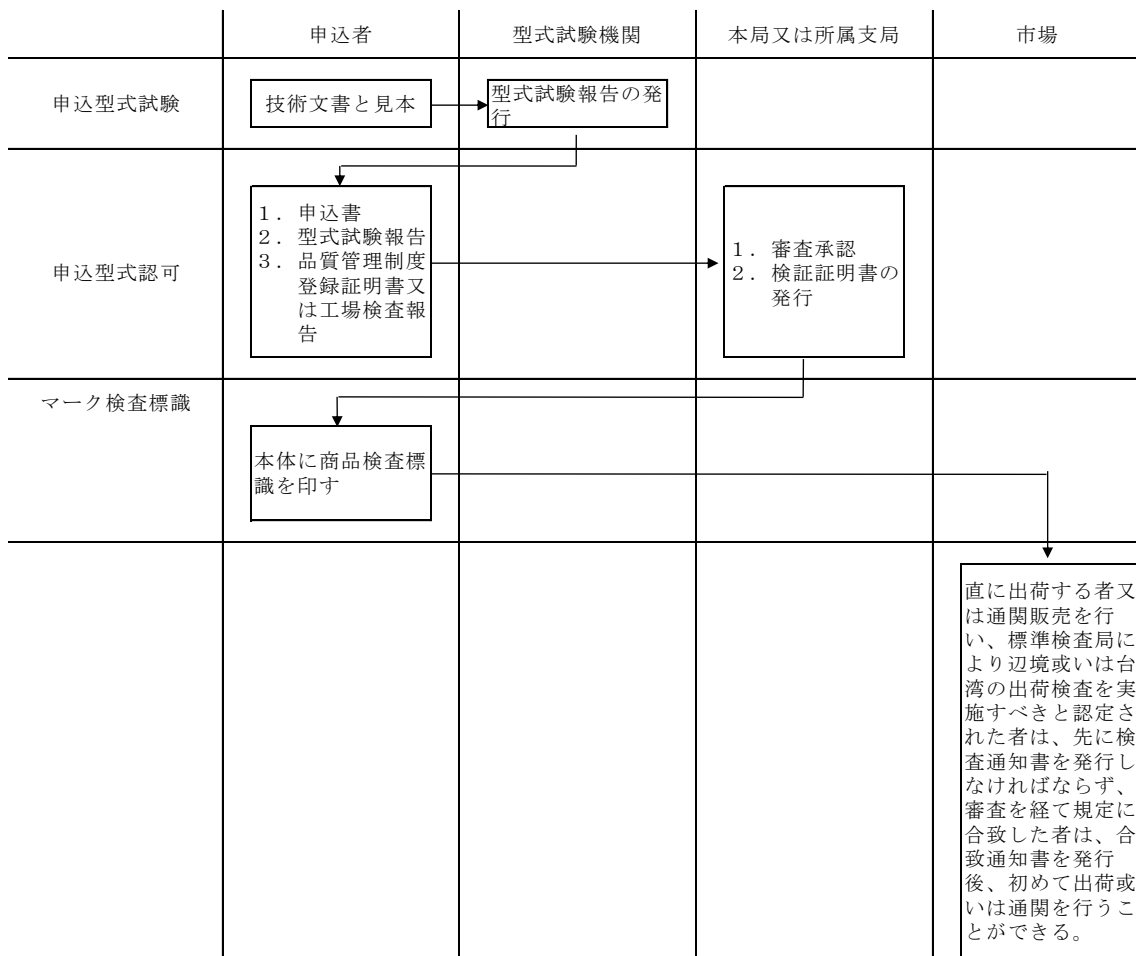 申込者
型式試験機関
本局又は所属支局
市場
申込型式試験
技術文書と見本
型式試験報告の発
行
申込型式認可
１．申込書
２．型式試験報告
３．品質管理制度
登録証明書又
は工場検査報
告
１．審査承認
２．検証証明書の
発行
マーク検査標識
本体に商品検査標
識を印す
直に出荷する者又
は通関販売を行
い、標準検査局に
より辺境或いは台
湾の出荷検査を実
施すべきと認定さ
れた者は、先に検
査通知書を発行し
なければならず、
審査を経て規定に
合致した者は、合
致通知書を発行
後、初めて出荷或
いは通関を行うこ
とができる。